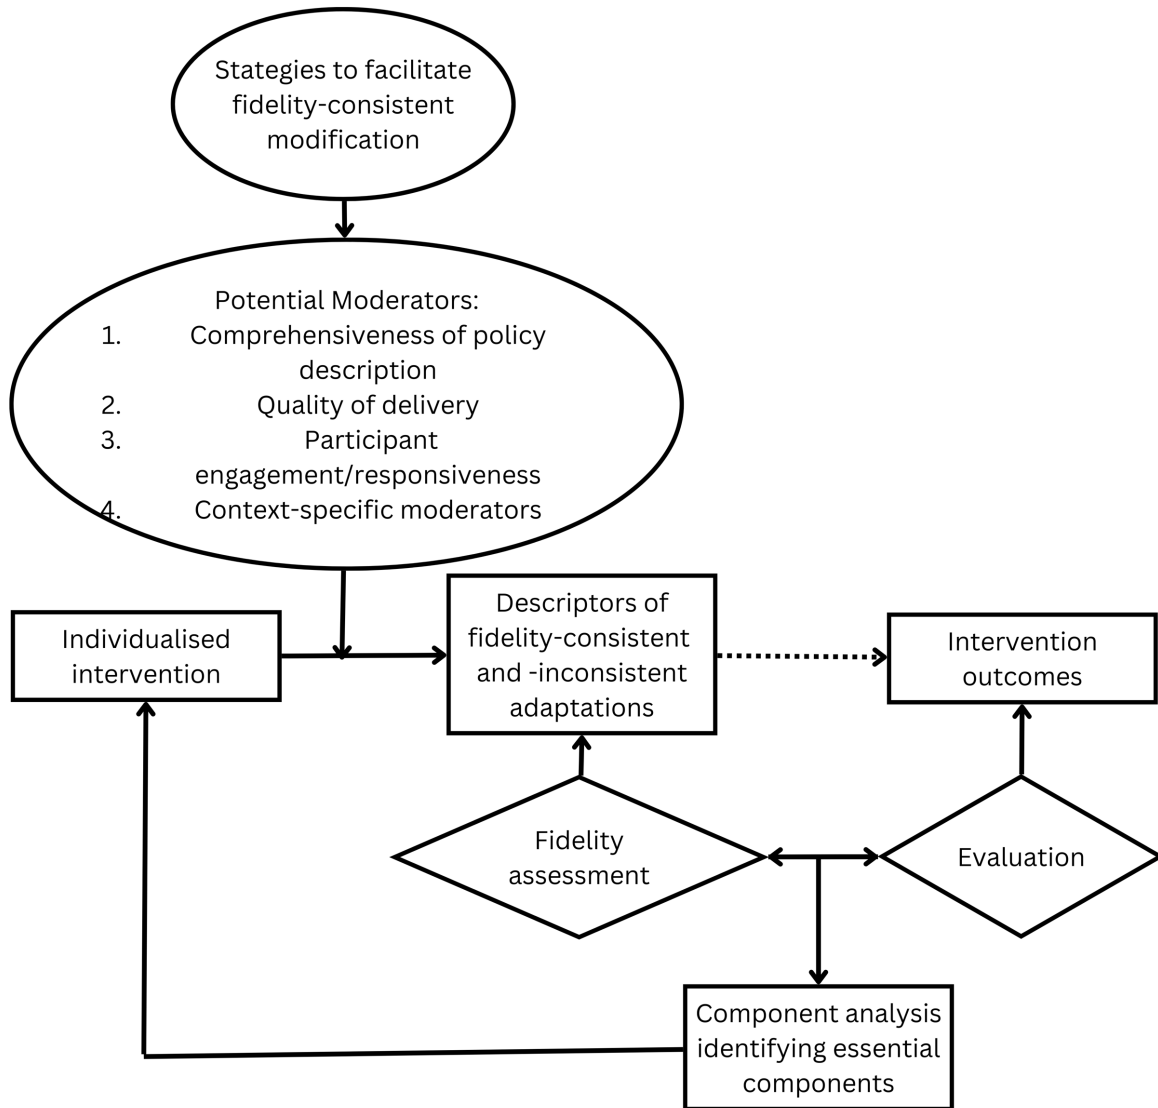 Stategies to facilitate
fidelity-consistent
modification
Potential Moderators:
1. Comprehensiveness of policy
description
2. Quality of delivery
3. Participant
engagement/responsiveness
4. Context-specific moderators
Individualised
intervention
Descriptors of
fidelity-consistent
and -inconsistent
adaptations
Intervention
outcomes
Fidelity
assessment
Evaluation
Component analysis
identifying essential
components